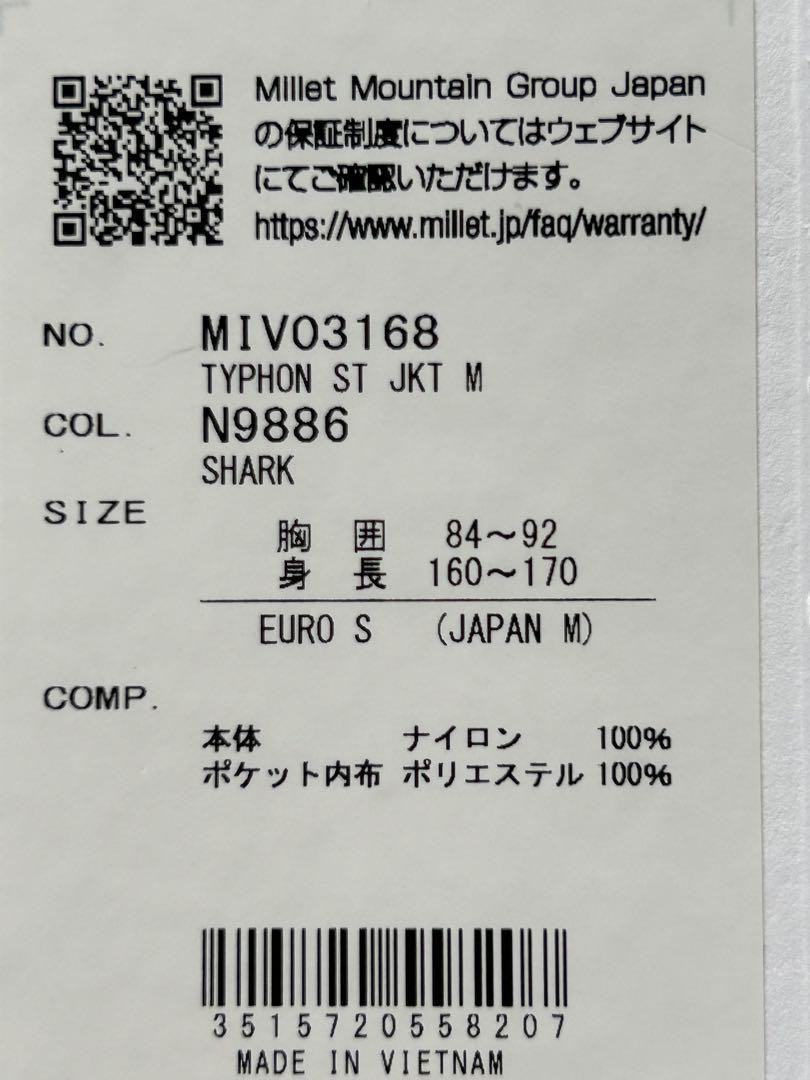 Millet Mountain Group Japan
の保証制度についてはウェブサイト
にてご確認いただけます。
https://www.millet.jp/faq/warranty/
NO. MIV03168
TYPHON ST JKT M
COL. N9886
SHARK
SIZE
胸 囲 84～92
身 長 160～170
EURO S (JAPAN M)
COMP.
本体 ナイロン 100%
ポケット内布 ポリエステル 100%
3515720558207
MADE IN VIETNAM